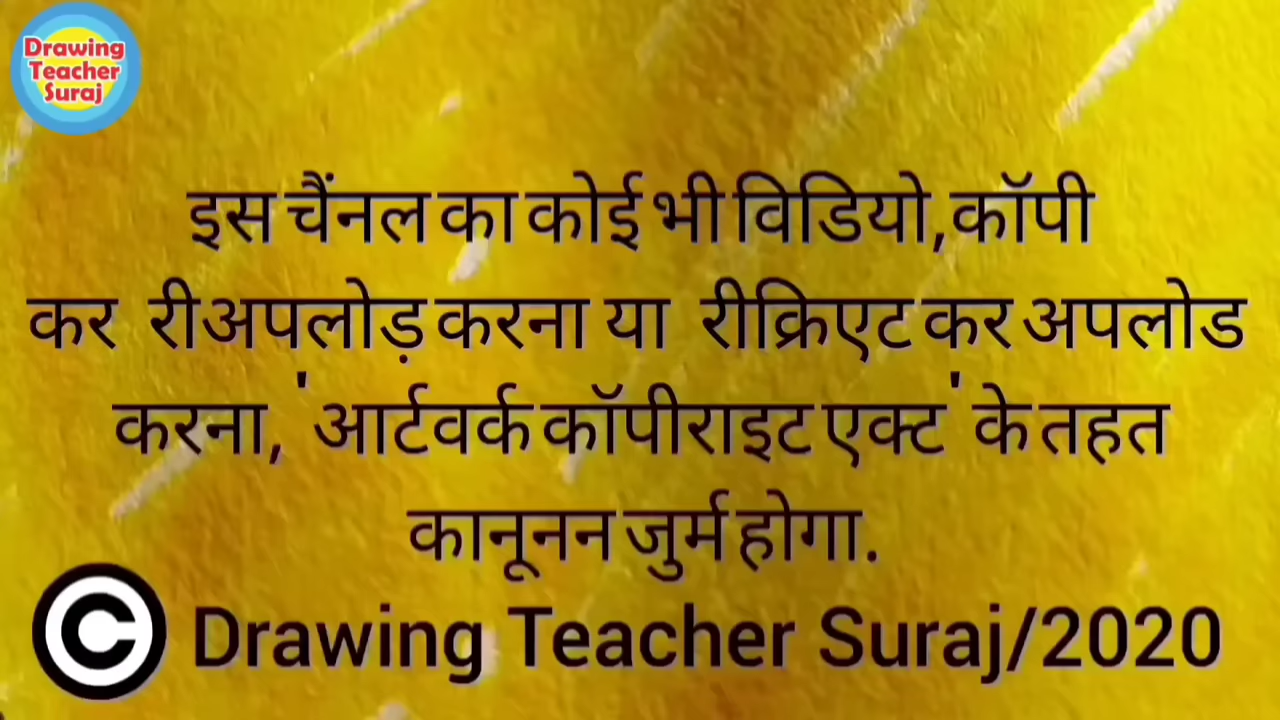 Drawing
Teacher
Suraj
इस चैंनल का कोई भी विडियो,कॉपी
कर रीअपलोड़ करना या रीक्रिएट कर अपलोड
करना, 'आर्टवर्क कॉपीराइट एक्ट' के तहत
कानूनन जुर्म होगा.
© Drawing Teacher Suraj/2020